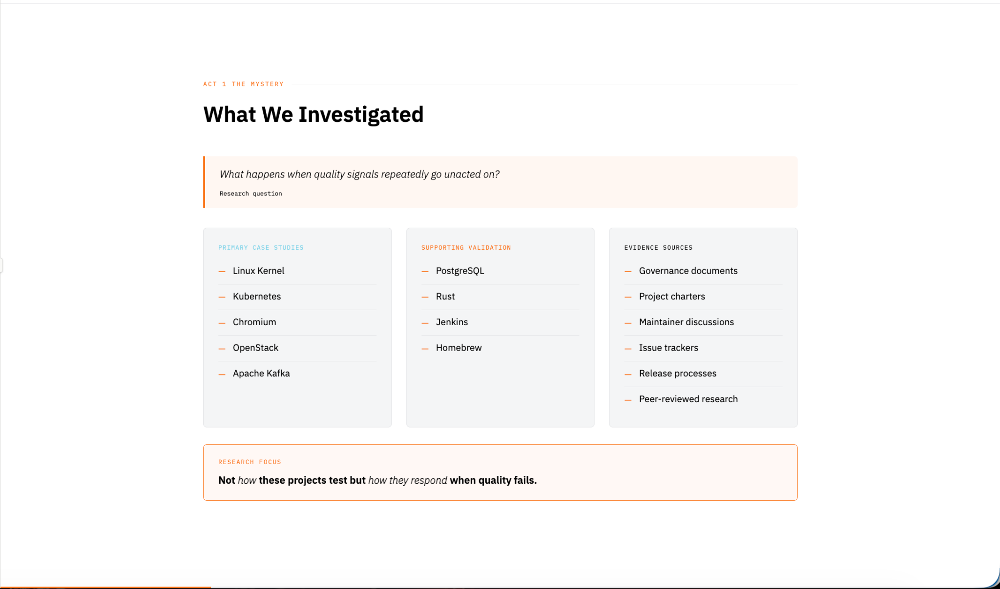 ACT 1 THE MYSTERY
What We Investigated
What happens when quality signals repeatedly go unacted on?
Research question
PRIMARY CASE STUDIES
— Linux Kernel
— Kubernetes
— Chromium
— OpenStack
— Apache Kafka
SUPPORTING VALIDATION
— PostgreSQL
— Rust
— Jenkins
— Homebrew
EVIDENCE SOURCES
— Governance documents
— Project charters
— Maintainer discussions
— Issue trackers
— Release processes
— Peer-reviewed research
RESEARCH FOCUS
Not how these projects test but how they respond when quality fails.